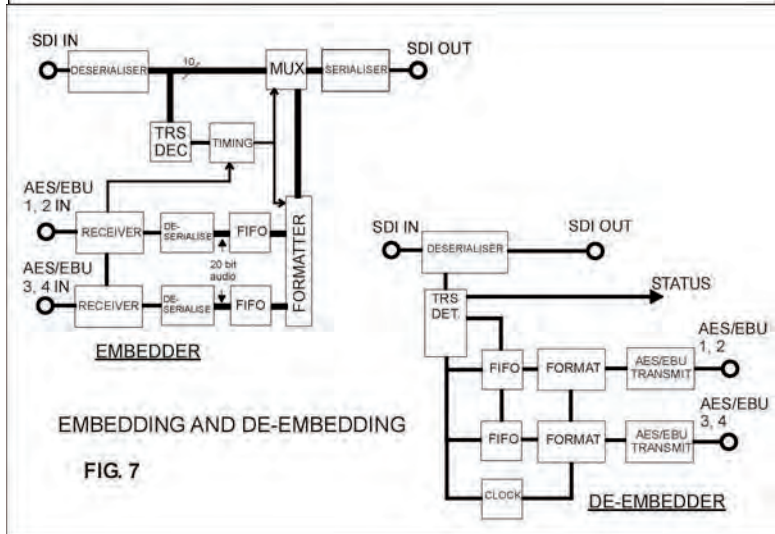 SDI IN
DESERIALISER
10
MUX
SERIALISER
SDI OUT
TRS
DEC
TIMING
AES/EBU
1, 2 IN
RECEIVER
DE-
SERIALISE
FIFO
20 bit
audio
FORMATTER
AES/EBU
3, 4 IN
RECEIVER
DE-
SERIALISE
FIFO
EMBEDDER
SDI IN
DESERIALISER
SDI OUT
TRS
DET.
STATUS
FIFO
FORMAT
AES/EBU
TRANSMIT
AES/EBU
1, 2
FIFO
FORMAT
AES/EBU
TRANSMIT
AES/EBU
3, 4
CLOCK
DE-EMBEDDER
EMBEDDING AND DE-EMBEDDING
FIG. 7